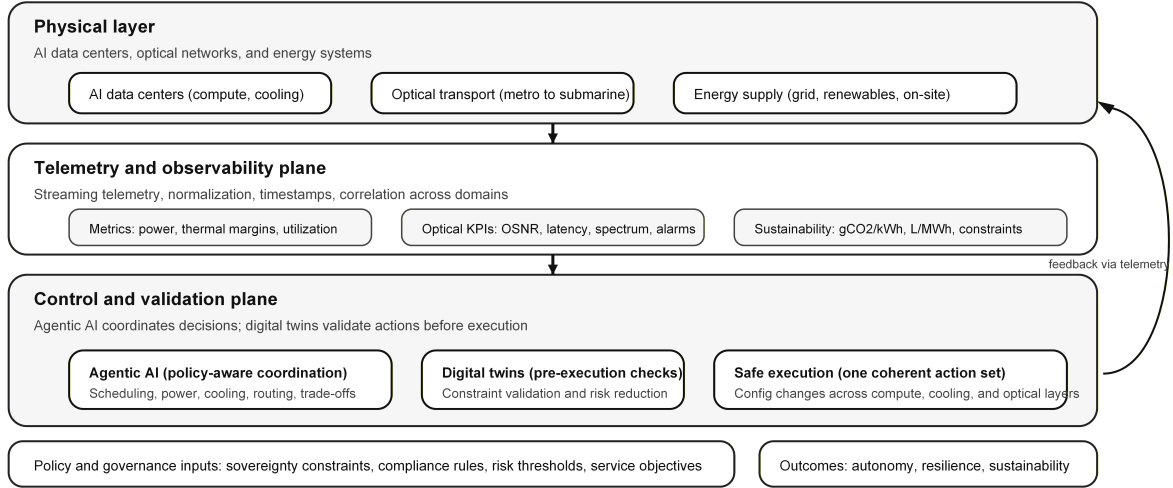 Physical layer
AI data centers, optical networks, and energy systems
AI data centers (compute, cooling)
Optical transport (metro to submarine)
Energy supply (grid, renewables, on-site)
Telemetry and observability plane
Streaming telemetry, normalization, timestamps, correlation across domains
Metrics: power, thermal margins, utilization
Optical KPIs: OSNR, latency, spectrum, alarms
Sustainability: gCO2/kWh, L/MWh, constraints
feedback via telemetry
Control and validation plane
Agentic AI coordinates decisions; digital twins validate actions before execution
Agentic AI (policy-aware coordination)
Scheduling, power, cooling, routing, trade-offs
Digital twins (pre-execution checks)
Constraint validation and risk reduction
Safe execution (one coherent action set)
Config changes across compute, cooling, and optical layers
Policy and governance inputs: sovereignty constraints, compliance rules, risk thresholds, service objectives
Outcomes: autonomy, resilience, sustainability